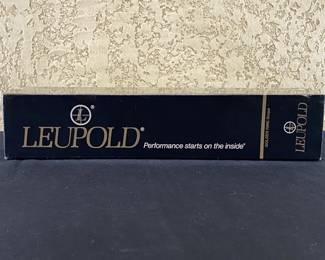 LEUPOLD®
Performance starts on the inside®
LEUPOLD